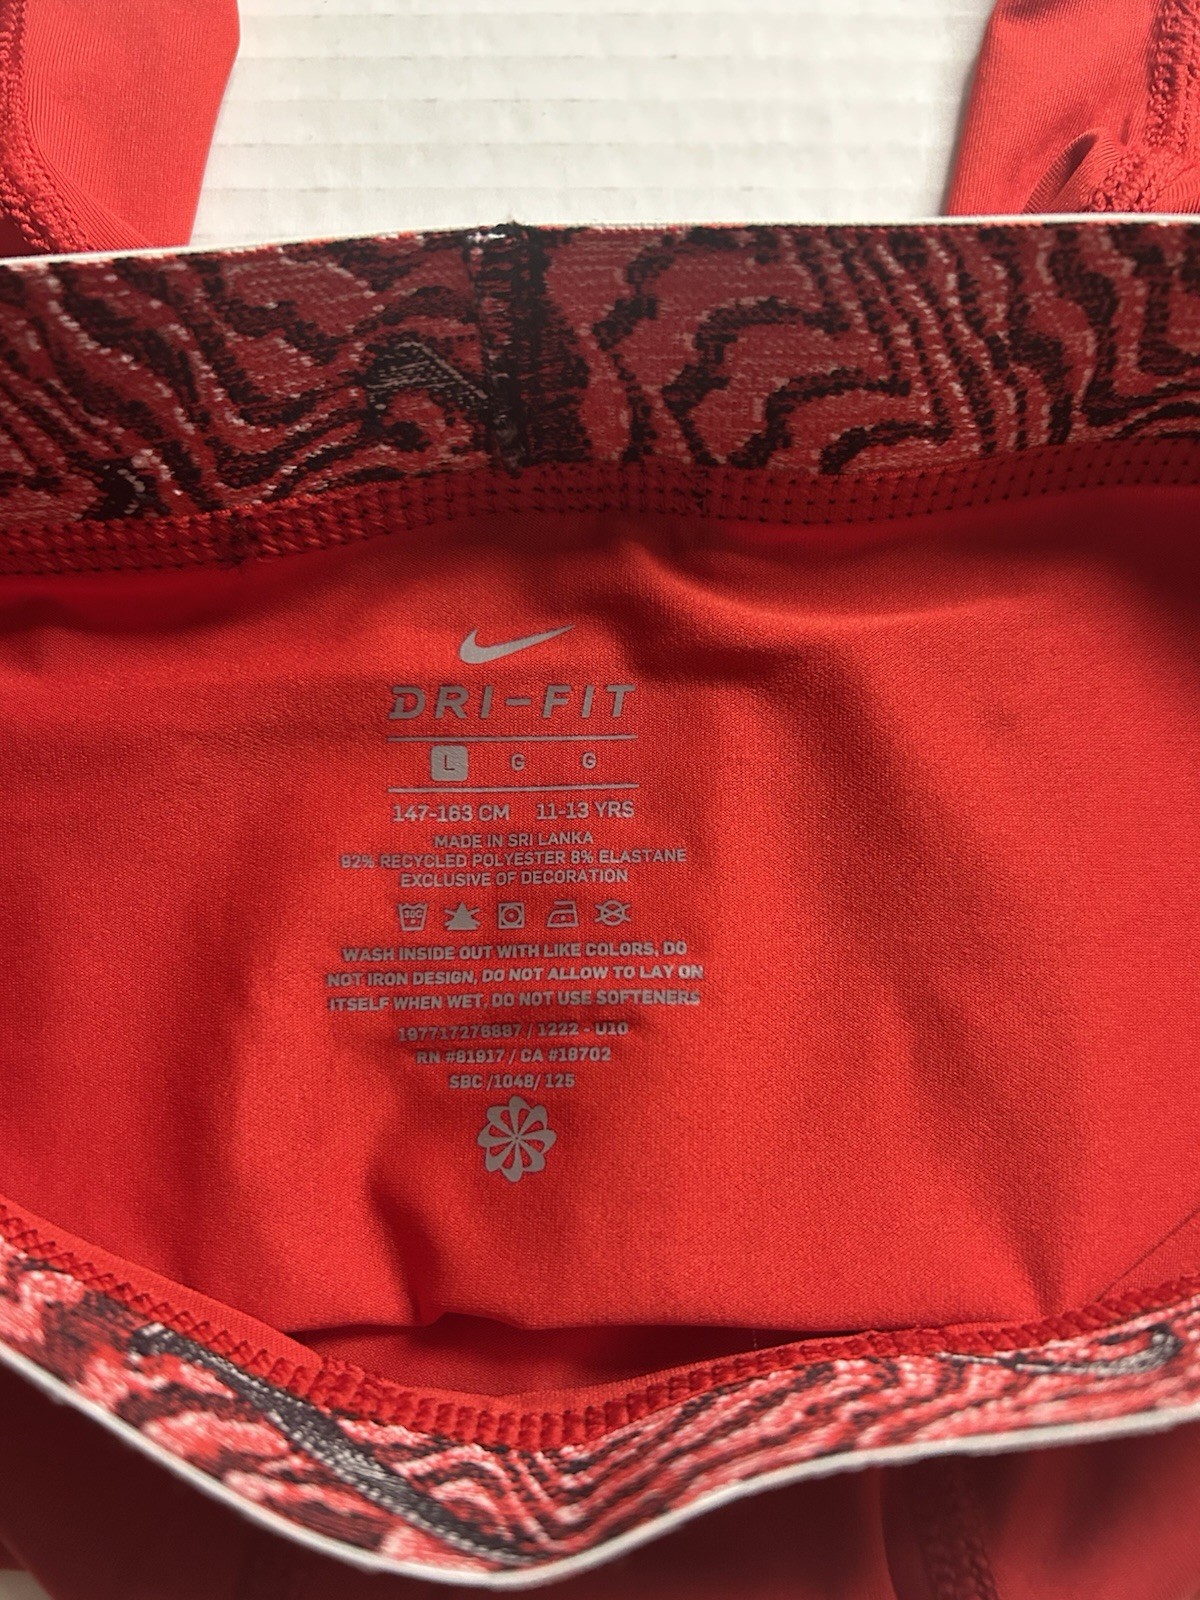 DRI-FIT
L G G
147-163 CM 11-13 YRS
MADE IN SRI LANKA
92% RECYCLED POLYESTER 8% ELASTANE
EXCLUSIVE OF DECORATION
30C
WASH INSIDE OUT WITH LIKE COLORS, DO
NOT IRON DESIGN, DO NOT ALLOW TO LAY ON
ITSELF WHEN WET, DO NOT USE SOFTENERS
197717276887 / 1222 - U10
RN #81917 / CA #18702
SBC /1048/ 125